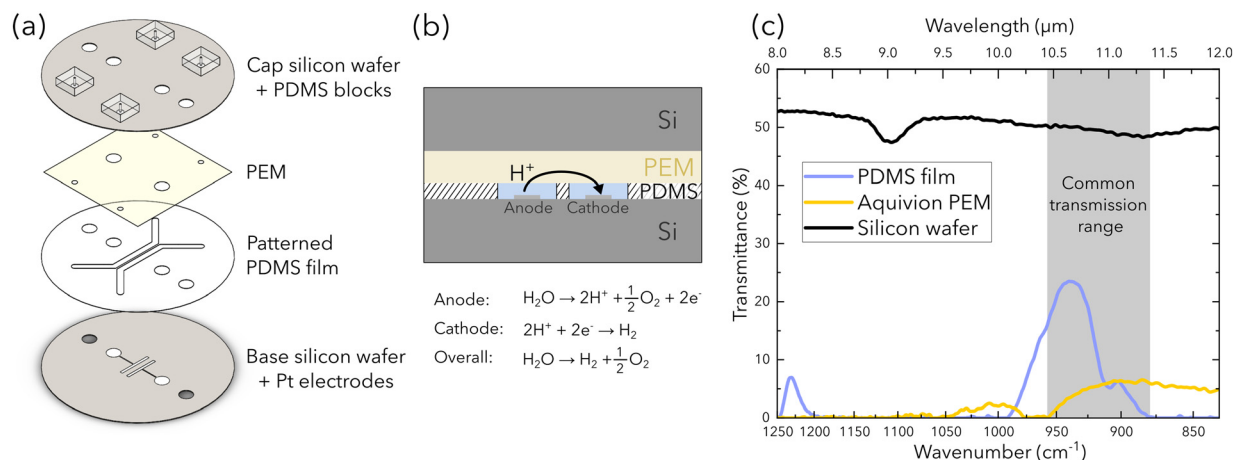 (a)
Cap silicon wafer
+ PDMS blocks
PEM
Patterned
PDMS film
Base silicon wafer
+ Pt electrodes
(b)
Si
PEM
H⁺
PDMS
Anode
Cathode
Si
Anode: H₂O → 2H⁺ + 1/2 O₂ + 2e⁻
Cathode: 2H⁺ + 2e⁻ → H₂
Overall: H₂O → H₂ + 1/2 O₂
(c)
Wavelength (μm)
8.0 8.5 9.0 9.5 10.0 10.5 11.0 11.5 12.0
60
50
40
30
20
10
0
Transmittance (%)
PDMS film
Aquivion PEM
Silicon wafer
Common
transmission
range
1250 1200 1150 1100 1050 1000 950 900 850
Wavenumber (cm⁻¹)